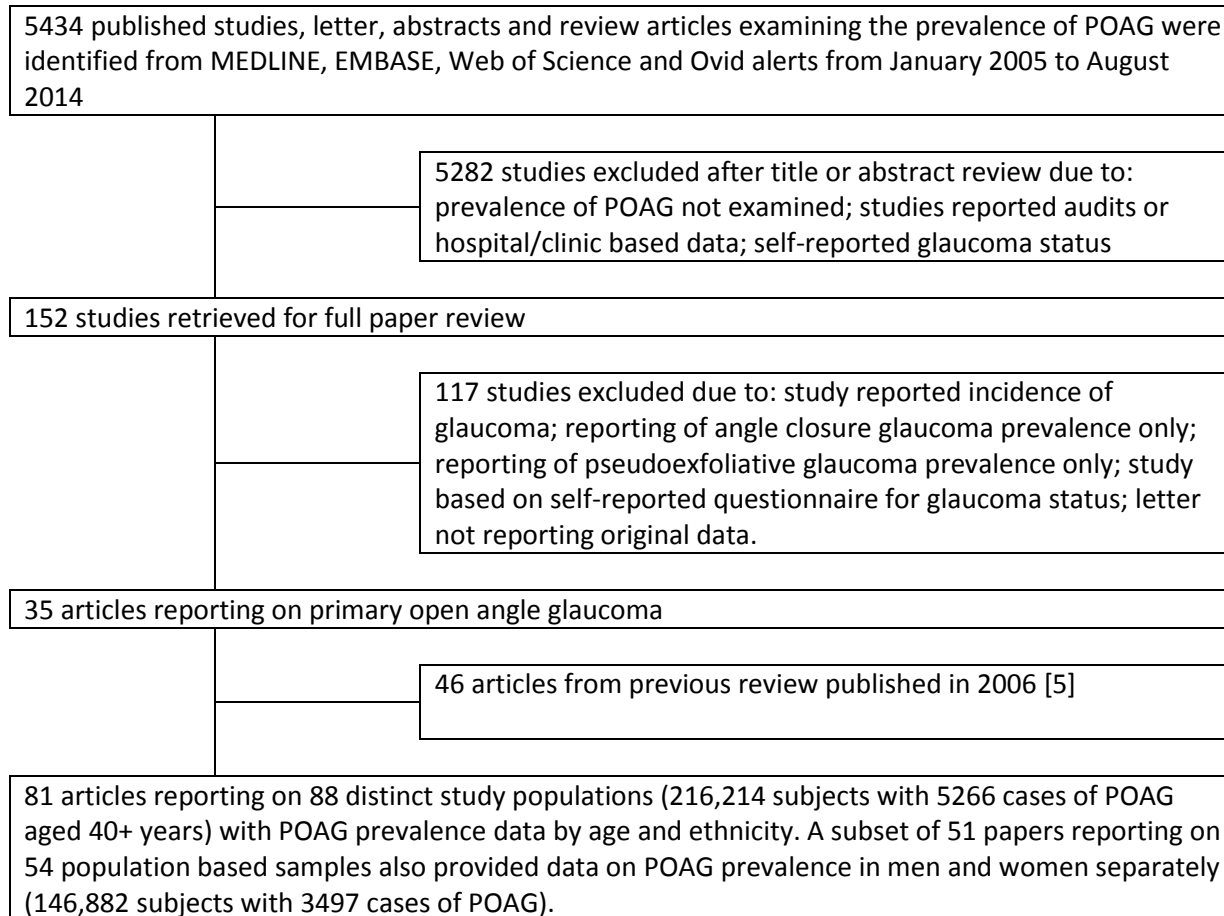 5434 published studies, letter, abstracts and review articles examining the prevalence of POAG were
identified from MEDLINE, EMBASE, Web of Science and Ovid alerts from January 2005 to August
2014
5282 studies excluded after title or abstract review due to:
prevalence of POAG not examined; studies reported audits or
hospital/clinic based data; self-reported glaucoma status
152 studies retrieved for full paper review
117 studies excluded due to: study reported incidence of
glaucoma; reporting of angle closure glaucoma prevalence only;
reporting of pseudoexfoliative glaucoma prevalence only; study
based on self-reported questionnaire for glaucoma status; letter
not reporting original data.
35 articles reporting on primary open angle glaucoma
46 articles from previous review published in 2006 [5]
81 articles reporting on 88 distinct study populations (216,214 subjects with 5266 cases of POAG
aged 40+ years) with POAG prevalence data by age and ethnicity. A subset of 51 papers reporting on
54 population based samples also provided data on POAG prevalence in men and women separately
(146,882 subjects with 3497 cases of POAG).